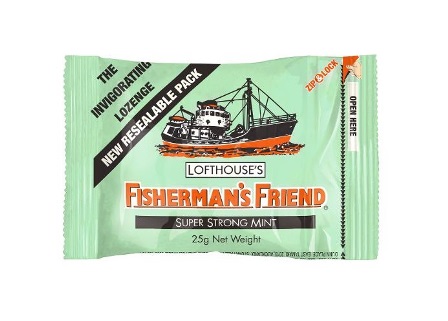 THE
INVIGORATING
LOZENGE
NEW RESEALABLE PACK
ZIP & LOCK
OPEN HERE
LOFTHOUSE'S
FISHERMAN'S FRIEND
SUPER STRONG MINT
25g Net Weight